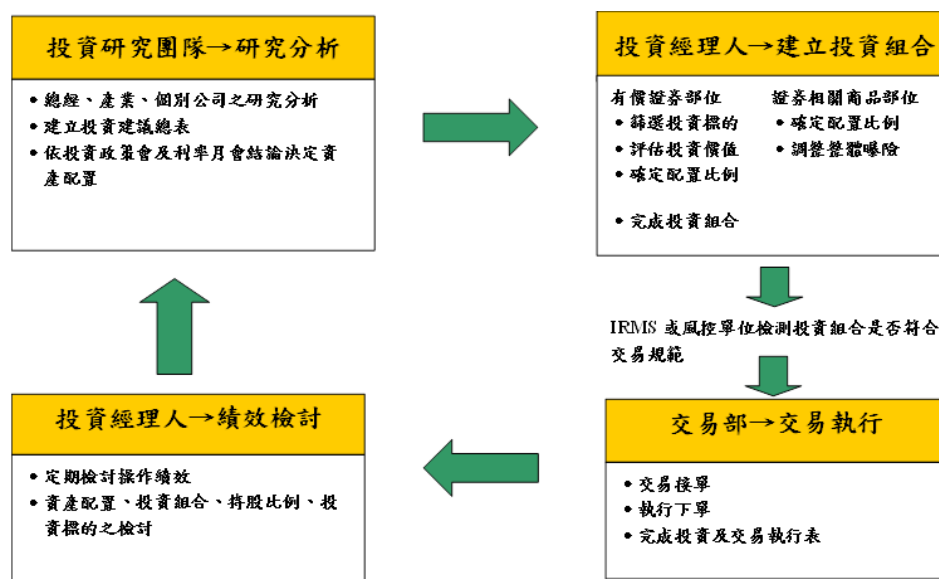 投資研究團隊→研究分析
• 總經、產業、個別公司之研究分析
• 建立投資建議總表
• 依投資政策會及利率月會結論決定資
產配置
投資經理人→建立投資組合
有價證券部位
• 篩選投資標的
• 評估投資價值
• 確定配置比例
• 完成投資組合
證券相關商品部位
• 確定配置比例
• 調整整體曝險
IRMS 或風控單位檢測投資組合是否符合
交易規範
交易部→交易執行
• 交易接單
• 執行下單
• 完成投資及交易執行表
投資經理人→績效檢討
• 定期檢討操作績效
• 資產配置、投資組合、持股比例、投
資標的之檢討